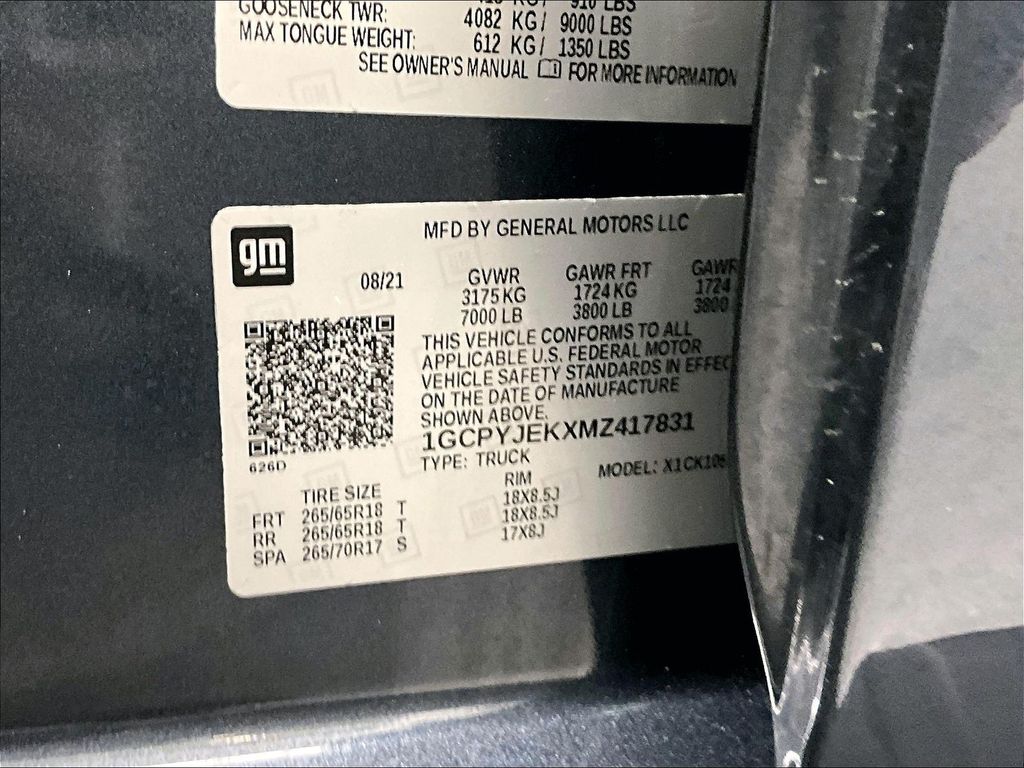 GOOSENECK TWR: 4082 KG/ 9000 LBS
MAX TONGUE WEIGHT: 612 KG/ 1350 LBS
SEE OWNER'S MANUAL FOR MORE INFORMATION
gm
MFD BY GENERAL MOTORS LLC
08/21 GVWR GAWR FRT GAWR
3175 KG 1724 KG 1724
7000 LB 3800 LB 3800
THIS VEHICLE CONFORMS TO ALL
APPLICABLE U.S. FEDERAL MOTOR
VEHICLE SAFETY STANDARDS IN EFFEC
ON THE DATE OF MANUFACTURE
SHOWN ABOVE.
1GCPYJEKXMZ417831
626D
TYPE: TRUCK MODEL: X1CK10
TIRE SIZE RIM
FRT 265/65R18 T 18X8.5J
RR 265/65R18 T 18X8.5J
SPA 265/70R17 S 17X8J